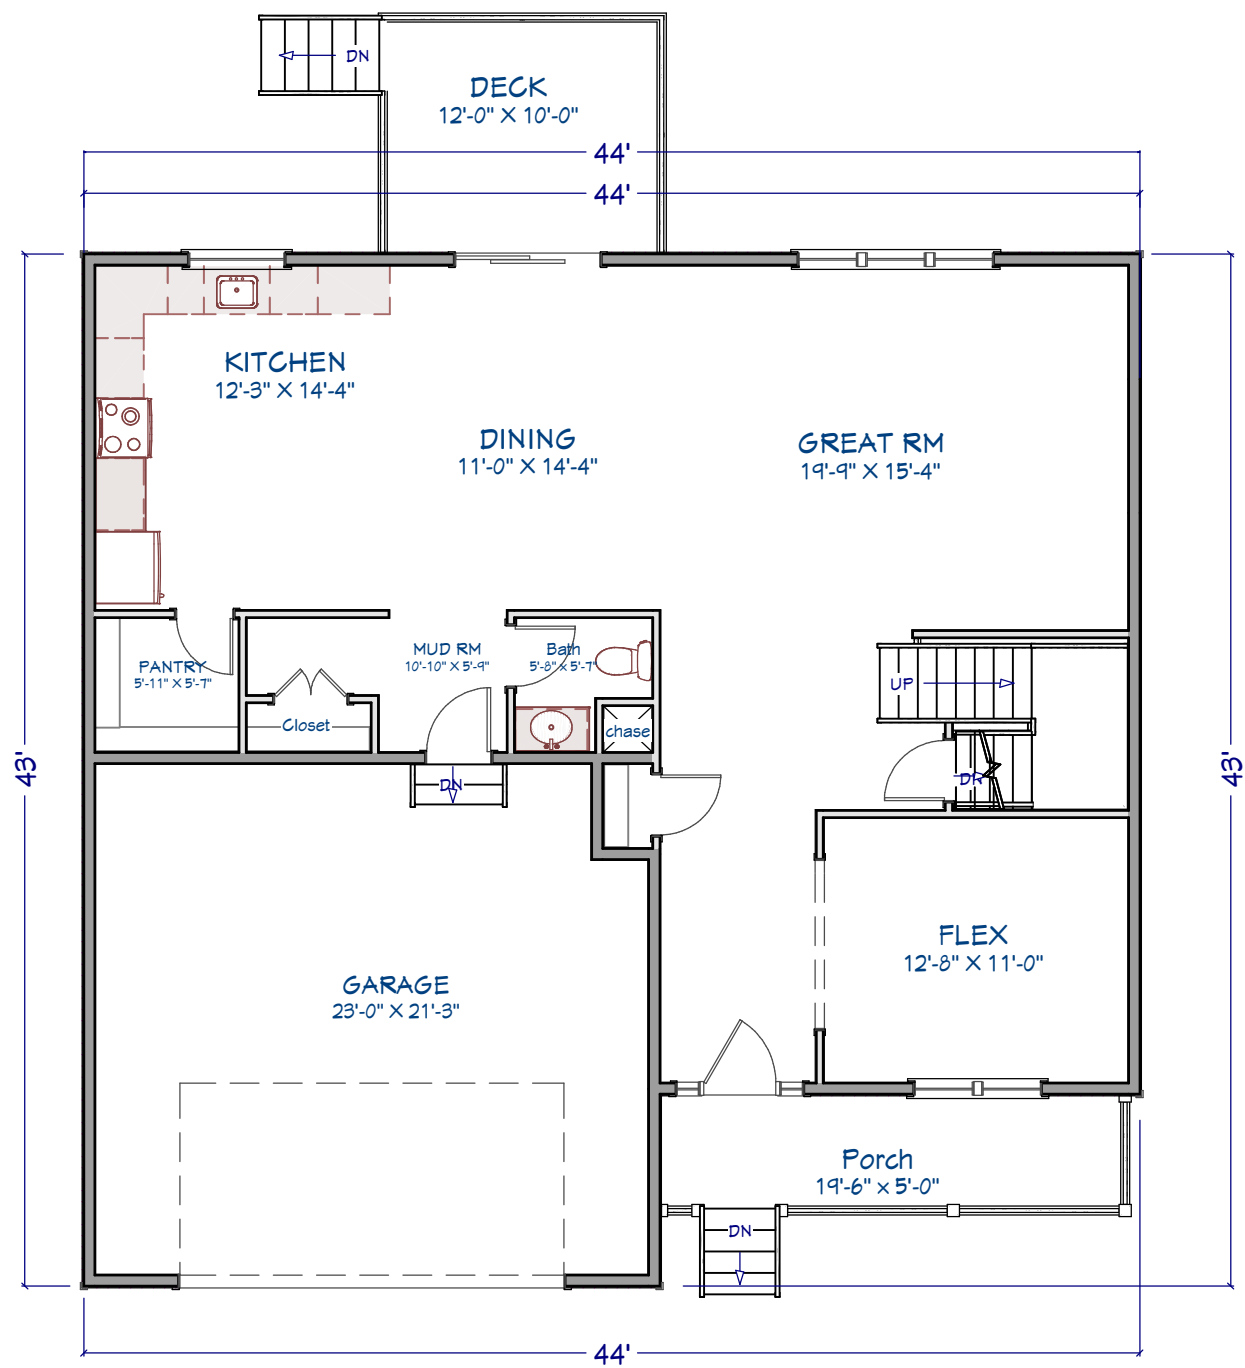 DN
DECK
12'-0" X 10'-0"
44'
44'
KITCHEN
12'-3" X 14'-4"
DINING
11'-0" X 14'-4"
GREAT RM
19'-9" X 15'-4"
MUD RM
10'-10" X 5'-9"
Bath
5'-8" x 5'-7"
PANTRY
5'-11" X 5'-7"
UP
Closet
chase
43'
43'
DN
DN
FLEX
12'-8" X 11'-0"
GARAGE
23'-0" X 21'-3"
Porch
19'-6" x 5'-0"
DN
44'